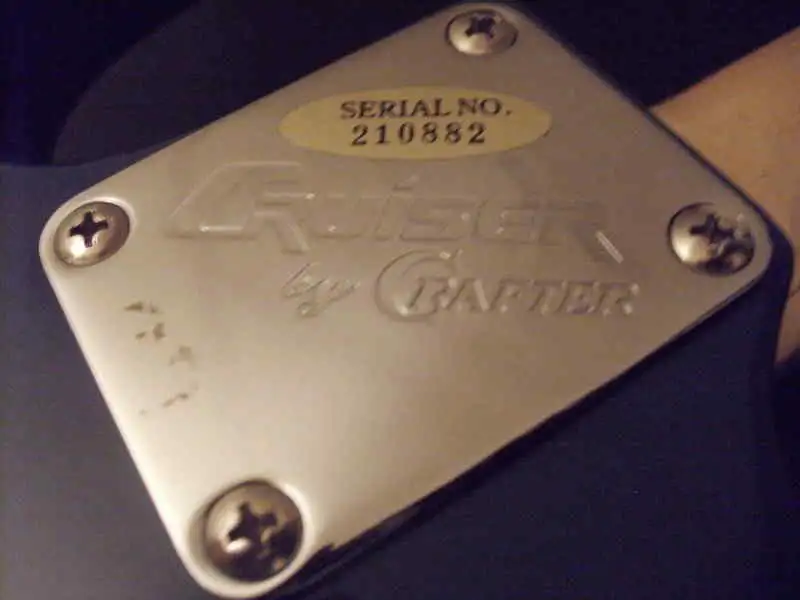 SERIAL NO.
210882
CRUISER
by CRAFTER